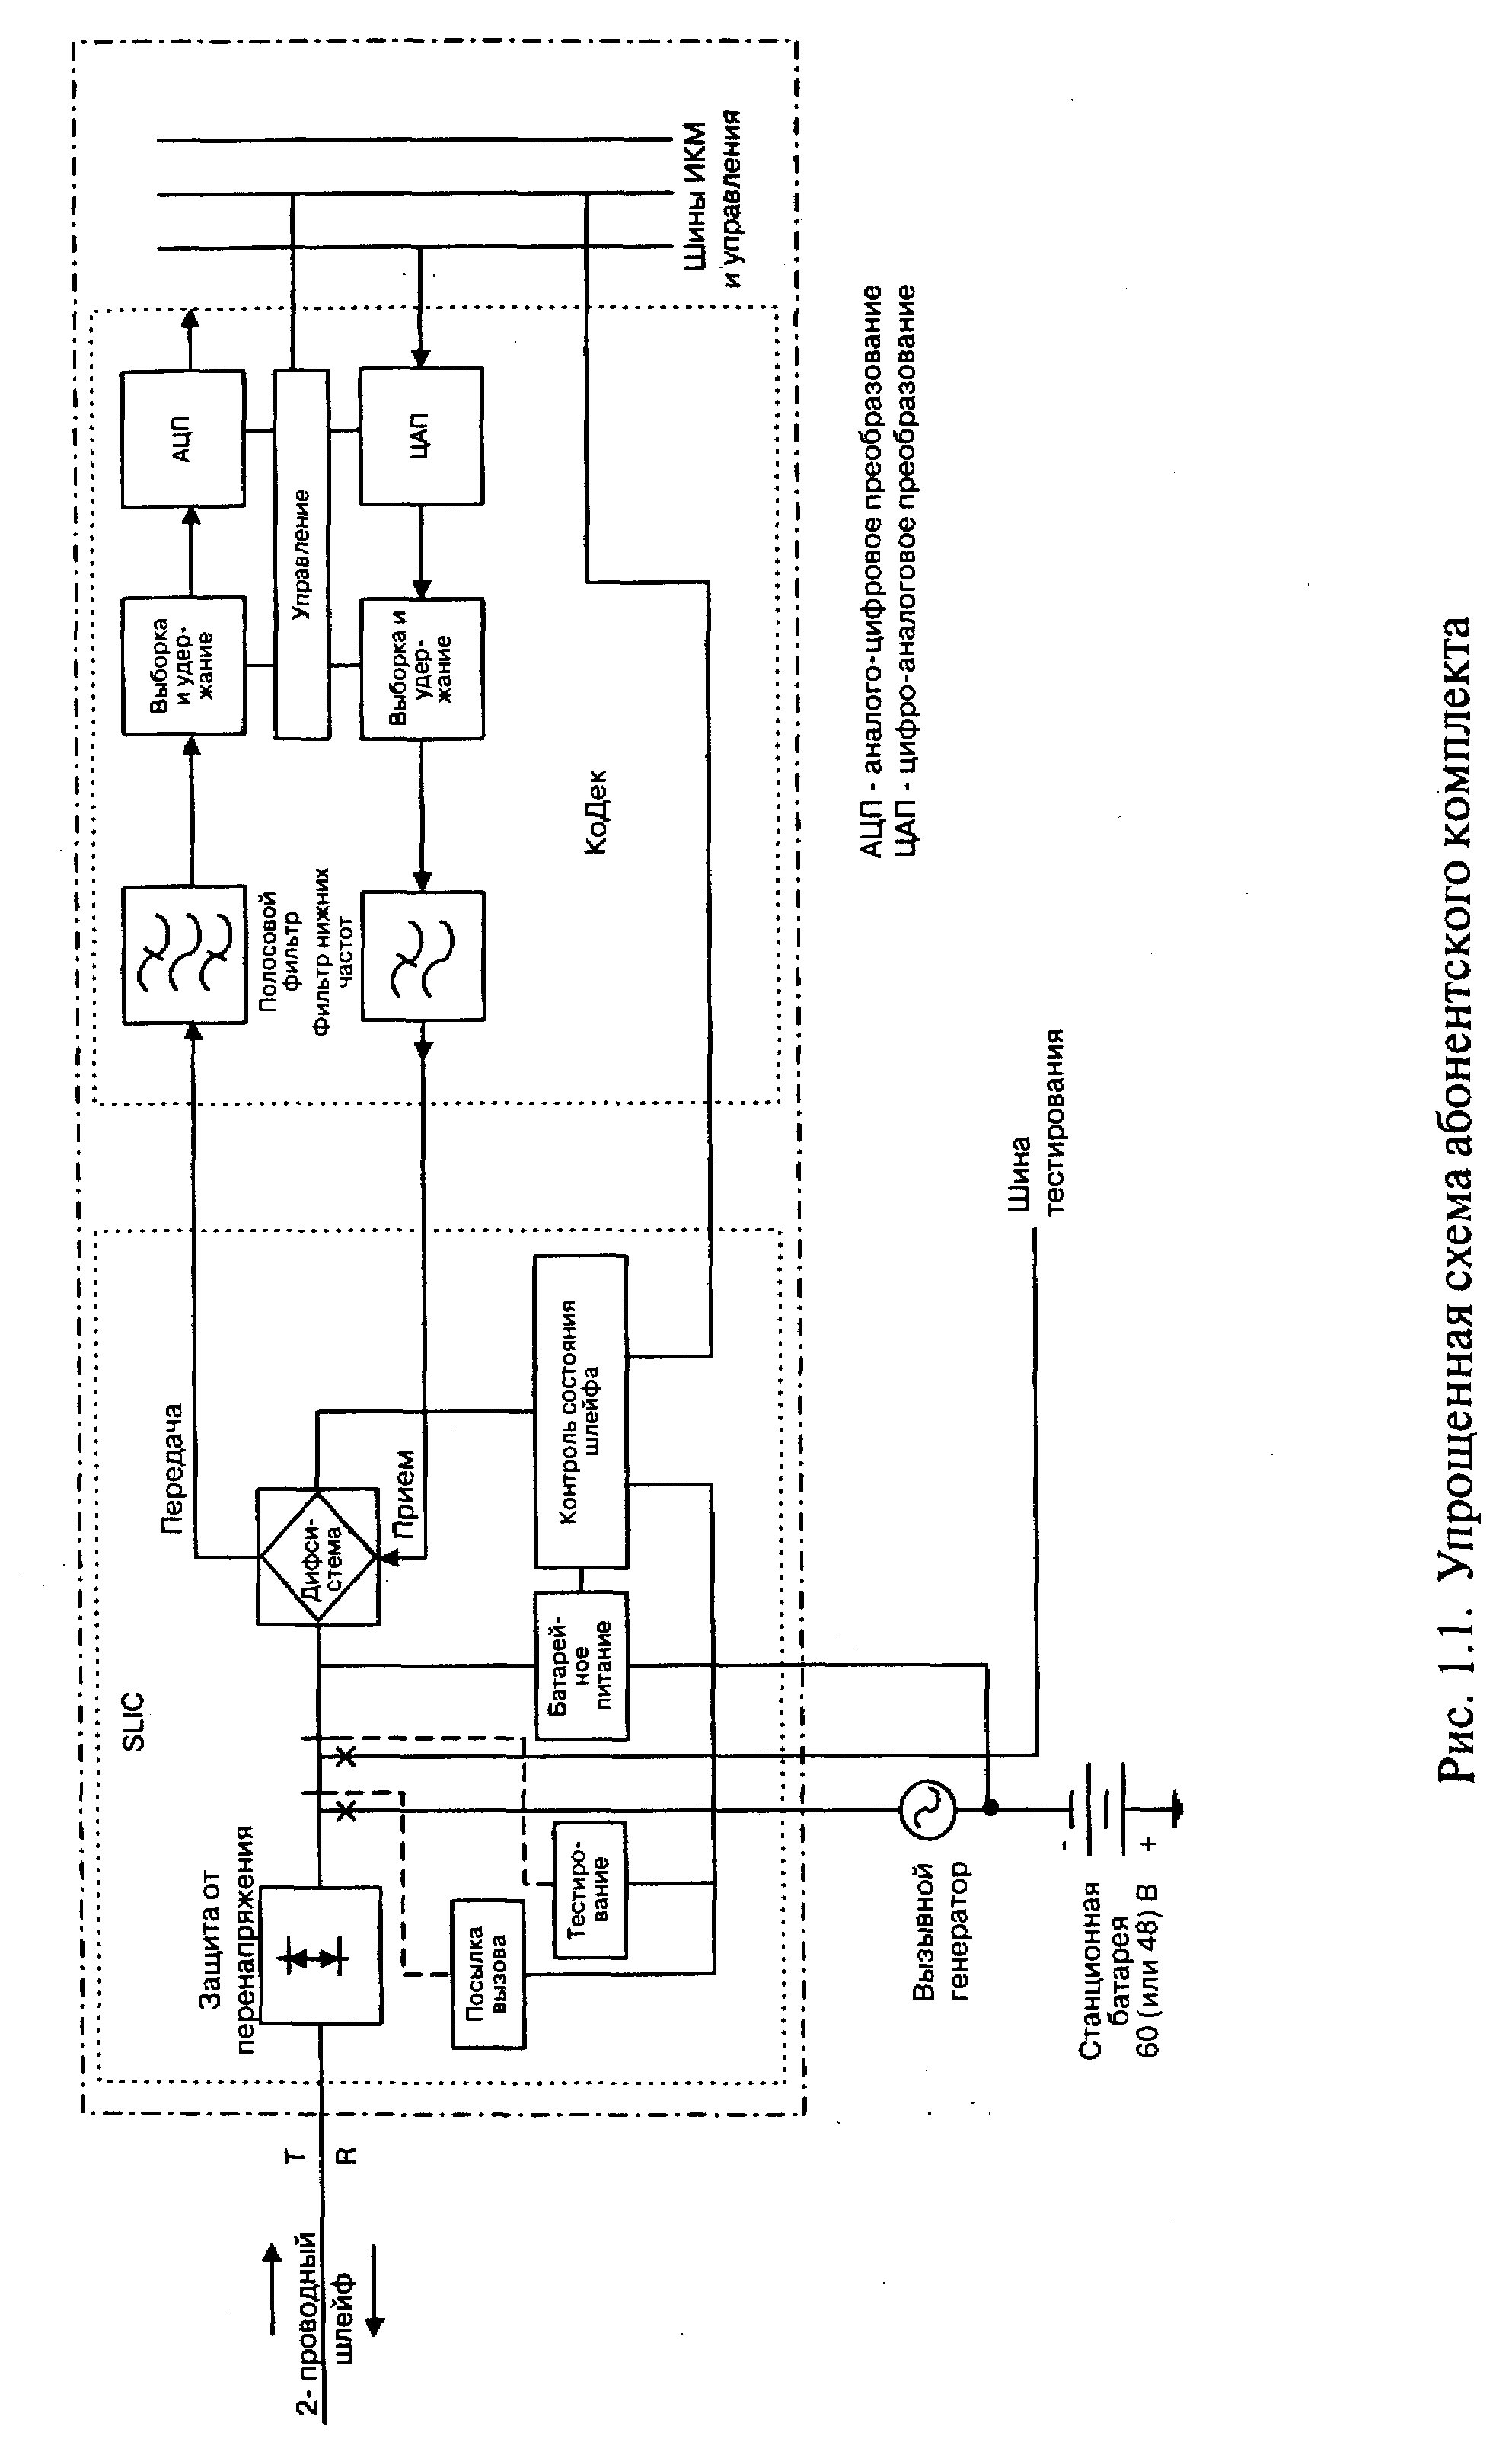 2- проводный
шлейф
T
R
Защита от
перенапряжения
SLIC
Передача
Дифси-
стема
Прием
Посылка
вызова
Тестиро-
вание
Батарей-
ное
питание
Контроль состояния
шлейфа
Полосовой
фильтр
Фильтр нижних
частот
Выборка
и удер-
жание
АЦП
Управление
Выборка и
удер-
жание
ЦАП
КоДек
Шины ИКМ
и управления
Вызывной
генератор
Станционная
батарея
60 (или 48) В
-
+
Шина
тестирования
АЦП - аналого-цифровое преобразование
ЦАП - цифро-аналоговое преобразование
Рис. 1.1. Упрощенная схема абонентского комплекта